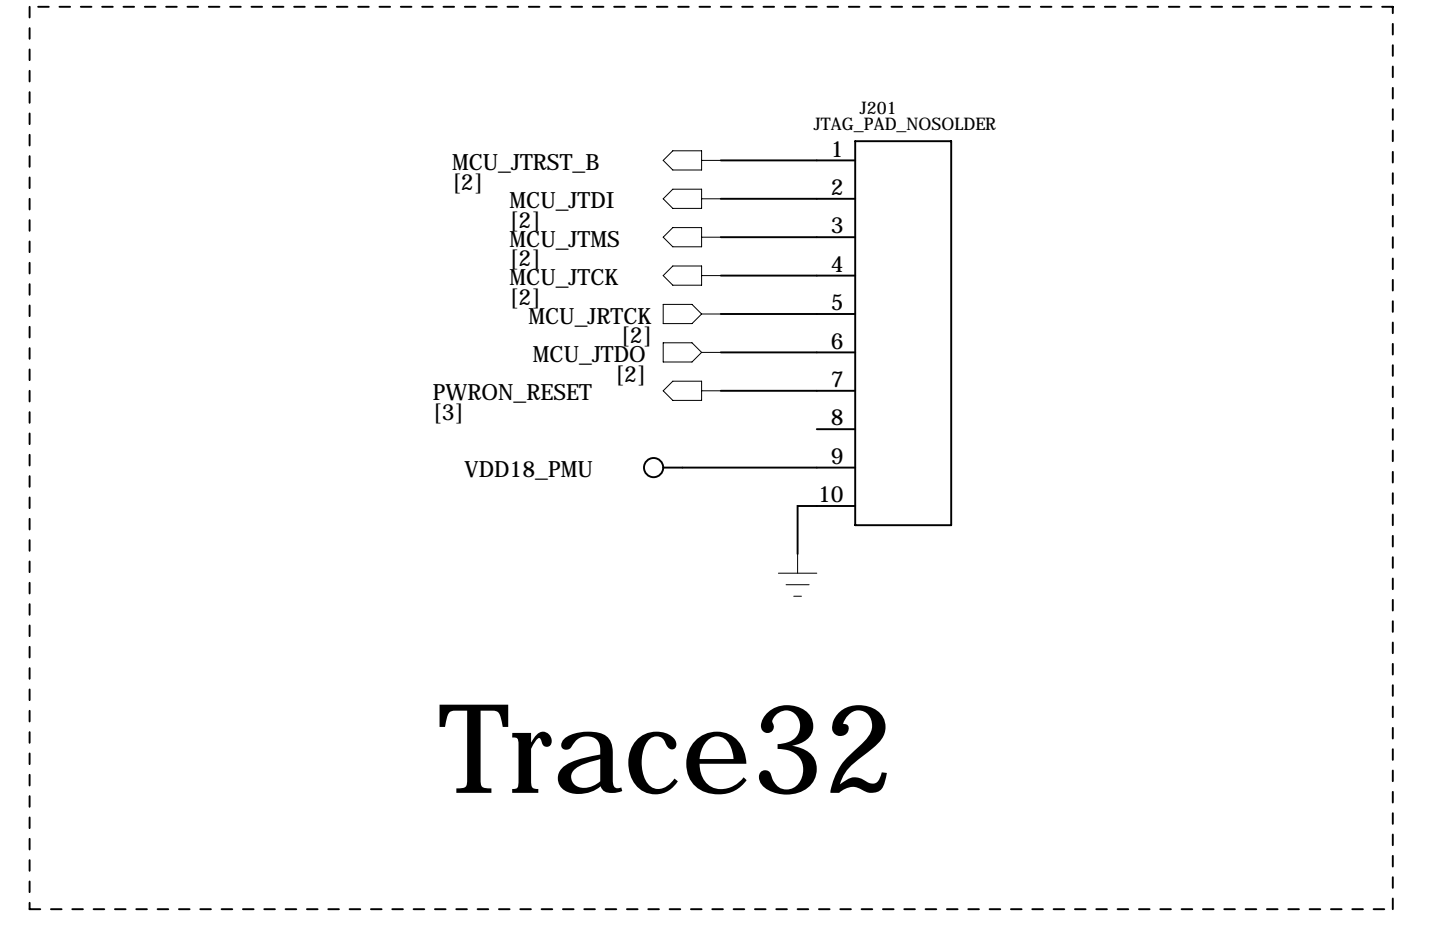 J201
JTAG_PAD_NOSOLDER
MCU_JTRST_B 1
[2]
MCU_JTDI 2
[2]
MCU_JTMS 3
[2]
MCU_JTCK 4
[2]
MCU_JRTCK 5
[2]
MCU_JTDO 6
[2]
PWRON_RESET 7
[3]
8
VDD18_PMU 9
10
Trace32